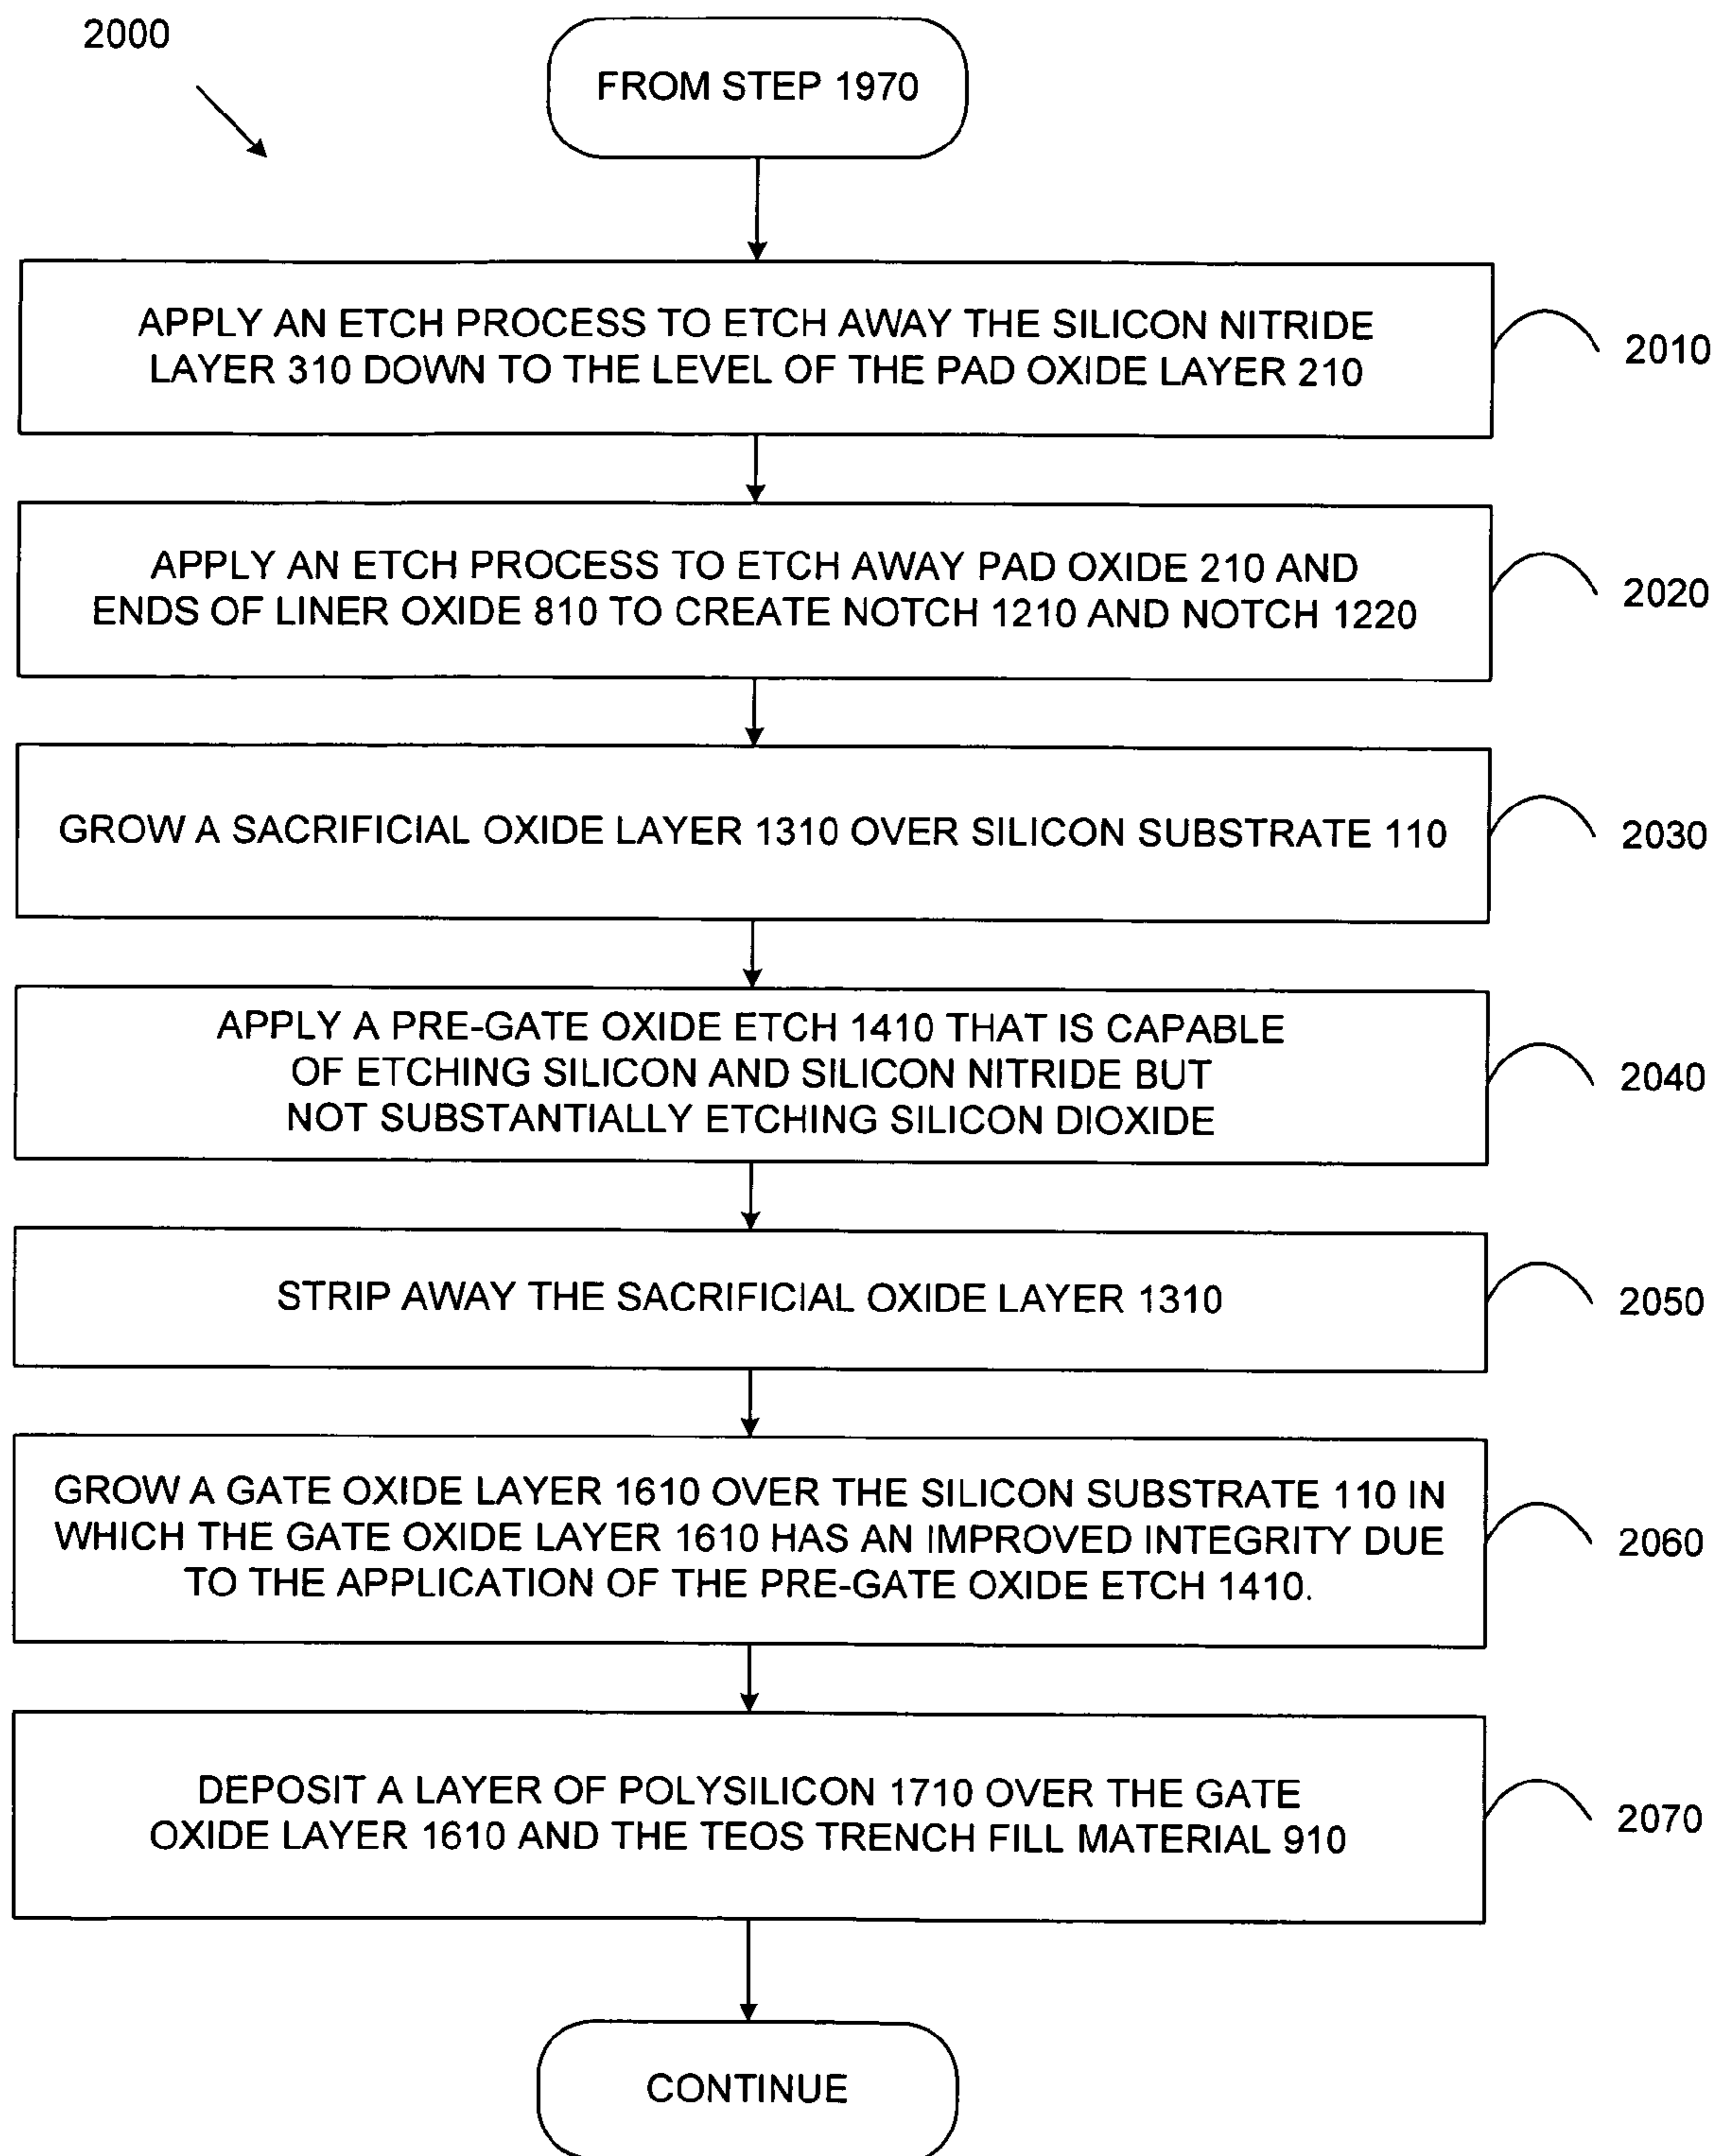 2000
FROM STEP 1970
APPLY AN ETCH PROCESS TO ETCH AWAY THE SILICON NITRIDE
LAYER 310 DOWN TO THE LEVEL OF THE PAD OXIDE LAYER 210
2010
APPLY AN ETCH PROCESS TO ETCH AWAY PAD OXIDE 210 AND
ENDS OF LINER OXIDE 810 TO CREATE NOTCH 1210 AND NOTCH 1220
2020
GROW A SACRIFICIAL OXIDE LAYER 1310 OVER SILICON SUBSTRATE 110
2030
APPLY A PRE-GATE OXIDE ETCH 1410 THAT IS CAPABLE
OF ETCHING SILICON AND SILICON NITRIDE BUT
NOT SUBSTANTIALLY ETCHING SILICON DIOXIDE
2040
STRIP AWAY THE SACRIFICIAL OXIDE LAYER 1310
2050
GROW A GATE OXIDE LAYER 1610 OVER THE SILICON SUBSTRATE 110 IN
WHICH THE GATE OXIDE LAYER 1610 HAS AN IMPROVED INTEGRITY DUE
TO THE APPLICATION OF THE PRE-GATE OXIDE ETCH 1410.
2060
DEPOSIT A LAYER OF POLYSILICON 1710 OVER THE GATE
OXIDE LAYER 1610 AND THE TEOS TRENCH FILL MATERIAL 910
2070
CONTINUE